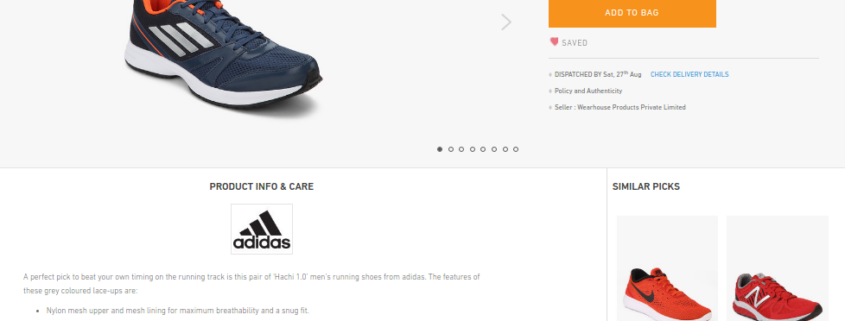 ADD TO BAG
SAVED
DISPATCHED BY Sat, 27th Aug CHECK DELIVERY DETAILS
Policy and Authenticity
Seller : Wearhouse Products Private Limited
PRODUCT INFO & CARE
SIMILAR PICKS
adidas
A perfect pick to beat your own timing on the running track is this pair of 'Hachi 1.0' men's running shoes from adidas. The features of
these grey coloured lace-ups are:
Nylon mesh upper and mesh lining for maximum breathability and a snug fit.